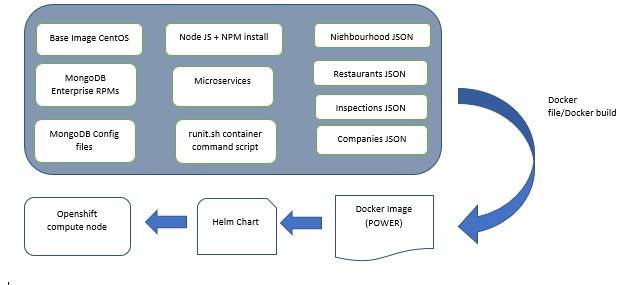 Base Image CentOS
Node JS + NPM install
Nighbourhood JSON
MongoDB
Enterprise RPMs
Microservices
Restaurants JSON
Inspections JSON
MongoDB Config
files
runit.sh container
command script
Companies JSON
Docker
file/Docker build
Openshift
compute node
Helm Chart
Docker Image
(POWER)